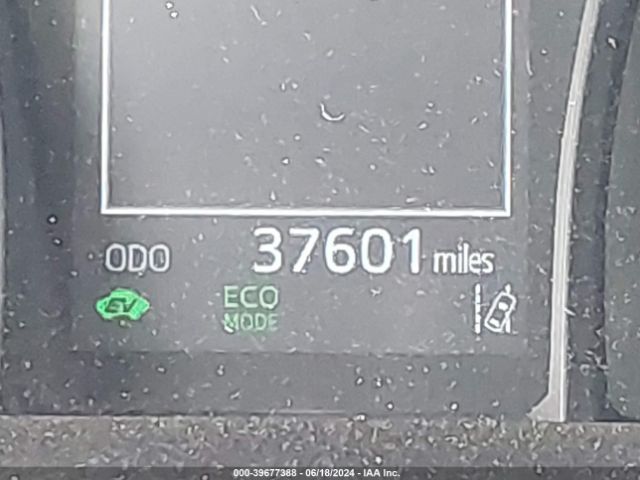 ODO 37601 miles
EV ECO
MODE
000-39677388 - 06/18/2024 - IAA Inc.